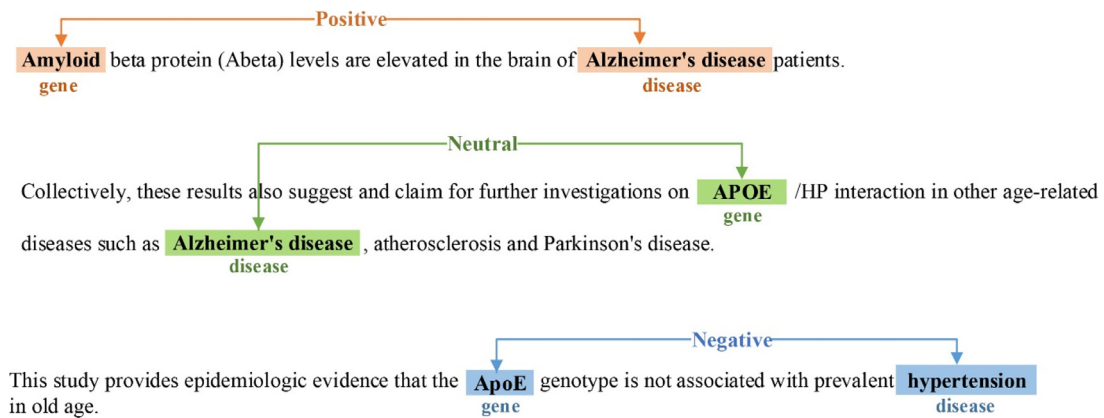 Positive
Amyloid beta protein (Abeta) levels are elevated in the brain of Alzheimer's disease patients.
gene disease
Neutral
Collectively, these results also suggest and claim for further investigations on APOE /HP interaction in other age-related
gene
diseases such as Alzheimer's disease , atherosclerosis and Parkinson's disease.
disease
Negative
This study provides epidemiologic evidence that the ApoE genotype is not associated with prevalent hypertension
in old age.
gene disease